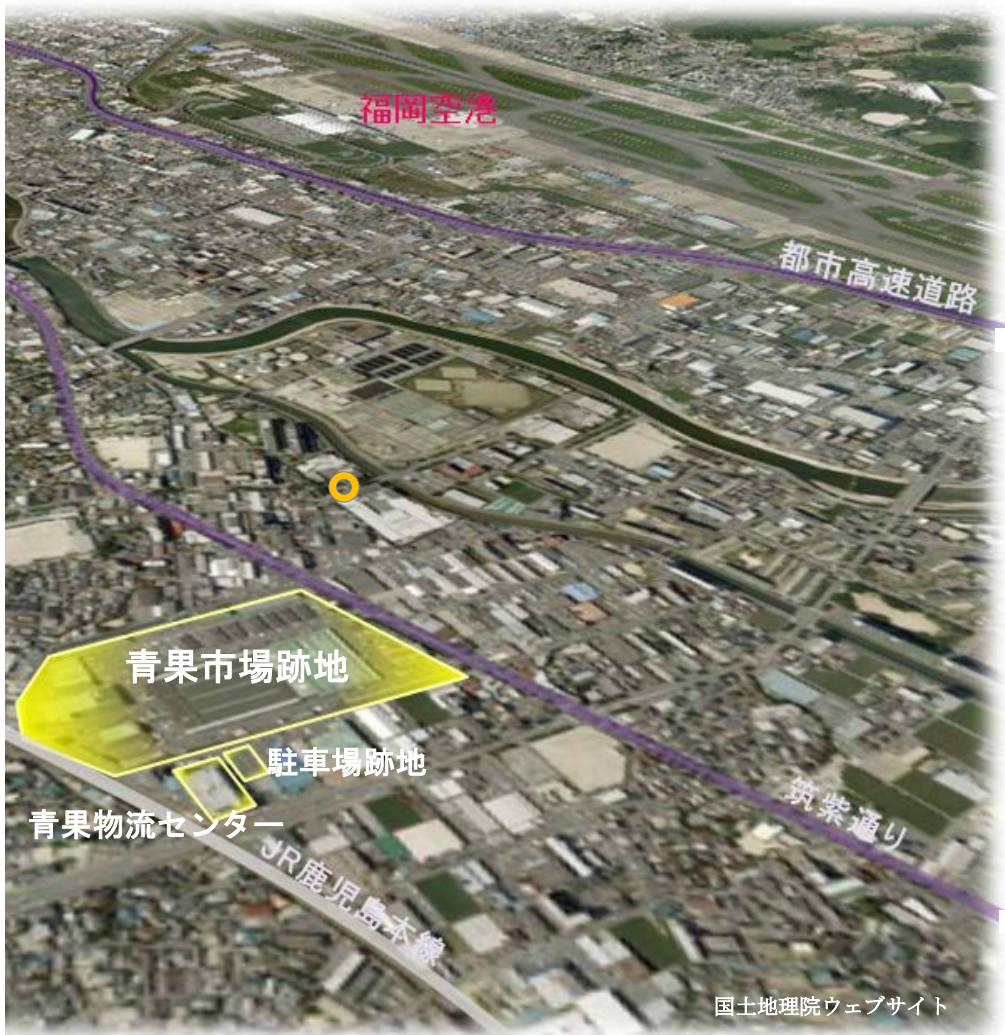 福岡空港
都市高速道路
青果市場跡地
駐車場跡地
青果物流センター
筑紫通り
JR鹿児島本線
国土地理院ウェブサイト